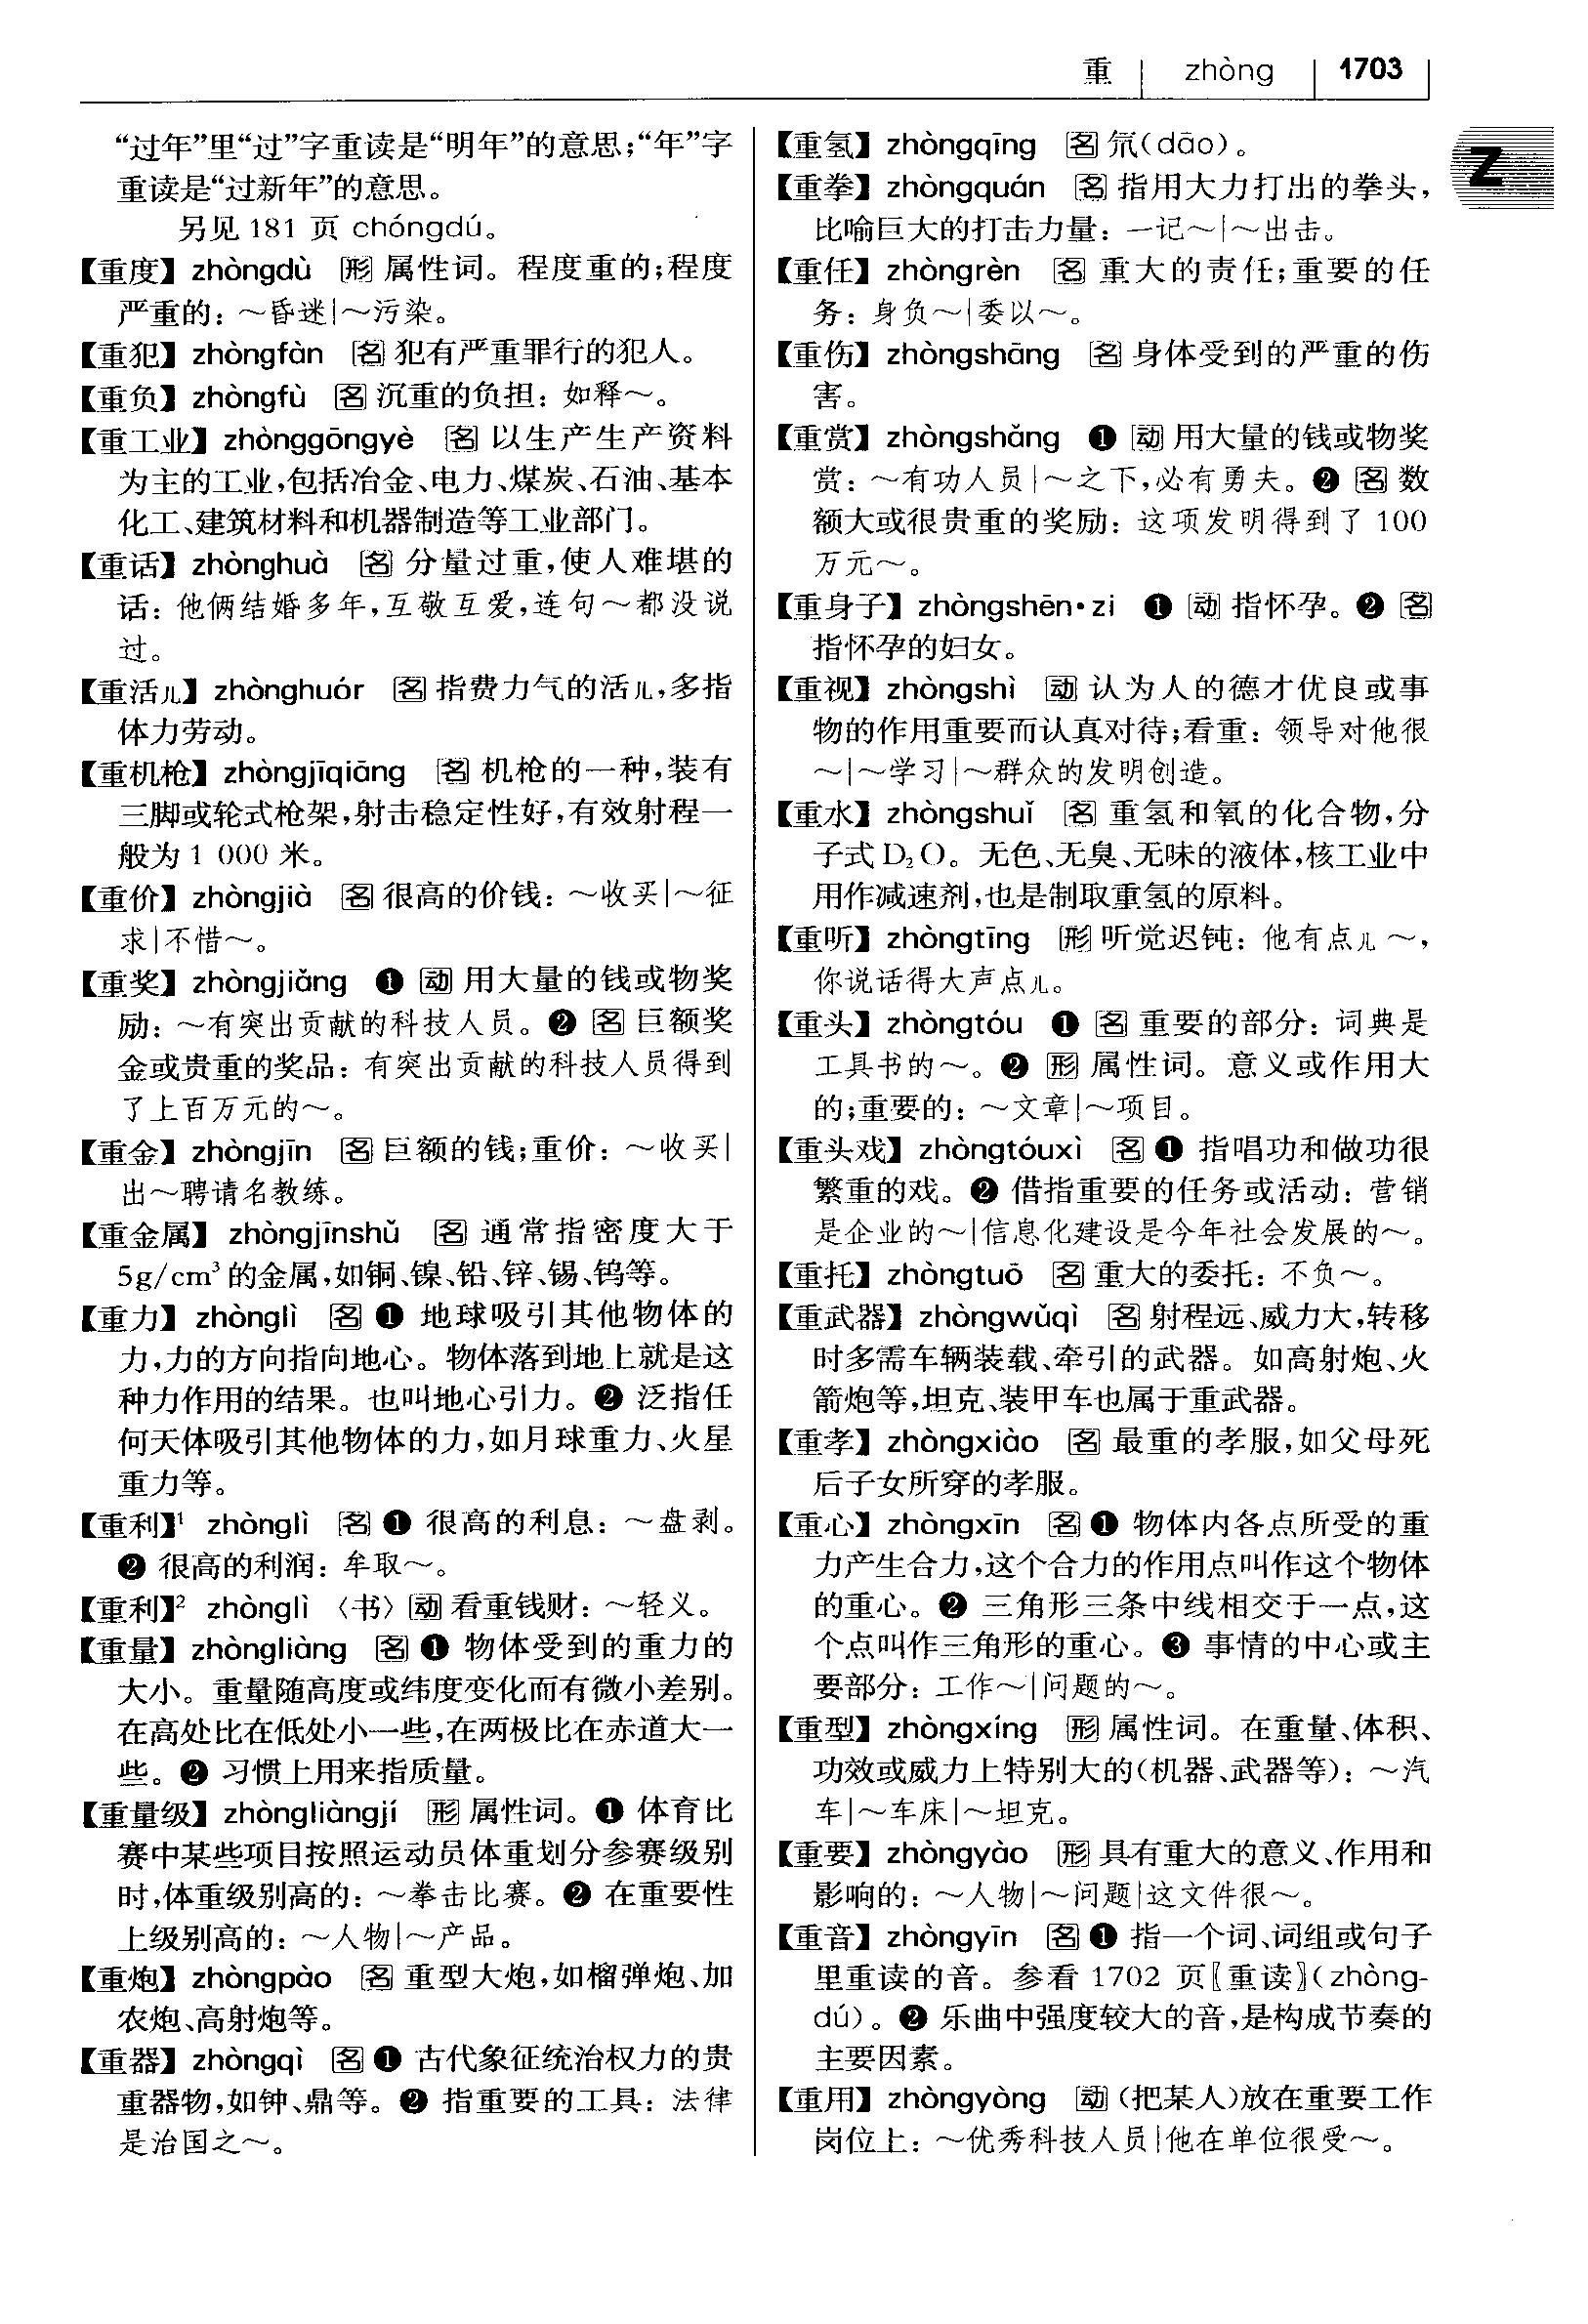 重 zhòng 1703
Z
“过年”里“过”字重读是“明年”的意思；“年”字
重读是“过新年”的意思。
另见 181 页 chóngdú。
【重度】 zhòngdù 形 属性词。程度重的；程度
严重的：～昏迷|～污染。
【重犯】 zhòngfàn 名 犯有严重罪行的犯人。
【重负】 zhòngfù 名 沉重的负担：如释～。
【重工业】 zhònggōngyè 名 以生产生产资料
为主的工业，包括冶金、电力、煤炭、石油、基本
化工、建筑材料和机器制造等工业部门。
【重话】 zhònghuà 名 分量过重，使人难堪的
话：他俩结婚多年，互敬互爱，连句～都没说
过。
【重活儿】 zhònghuór 名 指费力气的活儿，多指
体力劳动。
【重机枪】 zhòngjīqiāng 名 机枪的一种，装有
三脚或轮式枪架，射击稳定性好，有效射程一
般为 1 000 米。
【重价】 zhòngjià 名 很高的价钱：～收买|～征
求|不惜～。
【重奖】 zhòngjiǎng ❶ 动 用大量的钱或物奖
励：～有突出贡献的科技人员。❷ 名 巨额奖
金或贵重的奖品：有突出贡献的科技人员得到
了上百万元的～。
【重金】 zhòngjīn 名 巨额的钱；重价：～收买|
出～聘请名教练。
【重金属】 zhòngjīnshǔ 名 通常指密度大于
5g/cm³ 的金属，如铜、镍、铅、锌、锡、钨等。
【重力】 zhònglì 名 ❶ 地球吸引其他物体的
力，力的方向指向地心。物体落到地上就是这
种力作用的结果。也叫地心引力。❷ 泛指任
何天体吸引其他物体的力，如月球重力、火星
重力等。
【重利】¹ zhònglì 名 ❶ 很高的利息：～盘剥。
❷ 很高的利润：牟取～。
【重利】² zhònglì 〈书〉 动 看重钱财：～轻义。
【重量】 zhòngliàng 名 ❶ 物体受到的重力的
大小。重量随高度或纬度变化而有微小差别。
在高处比在低处小一些，在两极比在赤道大一
些。❷ 习惯上用来指质量。
【重量级】 zhòngliàngjí 形 属性词。❶ 体育比
赛中某些项目按照运动员体重划分参赛级别
时，体重级别高的：～拳击比赛。❷ 在重要性
上级别高的：～人物|～产品。
【重炮】 zhòngpào 名 重型大炮，如榴弹炮、加
农炮、高射炮等。
【重器】 zhòngqì 名 ❶ 古代象征统治权力的贵
重器物，如钟、鼎等。❷ 指重要的工具：法律
是治国之～。
【重氢】 zhòngqīng 名 氘(dāo)。
【重拳】 zhòngquán 名 指用大力打出的拳头，
比喻巨大的打击力量：一记～|～出击。
【重任】 zhòngrèn 名 重大的责任；重要的任
务：身负～|委以～。
【重伤】 zhòngshāng 名 身体受到的严重的伤
害。
【重赏】 zhòngshǎng ❶ 动 用大量的钱或物奖
赏：～有功人员|～之下，必有勇夫。❷ 名 数
额大或很贵重的奖励：这项发明得到了 100
万元～。
【重身子】 zhòngshēn·zi ❶ 动 指怀孕。❷ 名
指怀孕的妇女。
【重视】 zhòngshì 动 认为人的德才优良或事
物的作用重要而认真对待；看重：领导对他很
～|～学习|～群众的发明创造。
【重水】 zhòngshuǐ 名 重氢和氧的化合物，分
子式 D₂O。无色、无臭、无味的液体，核工业中
用作减速剂，也是制取重氢的原料。
【重听】 zhòngtīng 形 听觉迟钝：他有点儿～，
你说话得大声点儿。
【重头】 zhòngtóu ❶ 名 重要的部分：词典是
工具书的～。❷ 形 属性词。意义或作用大
的；重要的：～文章|～项目。
【重头戏】 zhòngtóuxì 名 ❶ 指唱功和做功很
繁重的戏。❷ 借指重要的任务或活动：营销
是企业的～|信息化建设是今年社会发展的～。
【重托】 zhòngtuō 名 重大的委托：不负～。
【重武器】 zhòngwǔqì 名 射程远、威力大，转移
时多需车辆装载、牵引的武器。如高射炮、火
箭炮等，坦克、装甲车也属于重武器。
【重孝】 zhòngxiào 名 最重的孝服，如父母死
后子女所穿的孝服。
【重心】 zhòngxīn 名 ❶ 物体内各点所受的重
力产生合力，这个合力的作用点叫作这个物体
的重心。❷ 三角形三条中线相交于一点，这
个点叫作三角形的重心。❸ 事情的中心或主
要部分：工作～|问题的～。
【重型】 zhòngxíng 形 属性词。在重量、体积、
功效或威力上特别大的(机器、武器等)：～汽
车|～车床|～坦克。
【重要】 zhòngyào 形 具有重大的意义、作用和
影响的：～人物|～问题|这文件很～。
【重音】 zhòngyīn 名 ❶ 指一个词、词组或句子
里重读的音。参看 1702 页〖重读〗(zhòng-
dú)。❷ 乐曲中强度较大的音，是构成节奏的
主要因素。
【重用】 zhòngyòng 动 (把某人)放在重要工作
岗位上：～优秀科技人员|他在单位很受～。